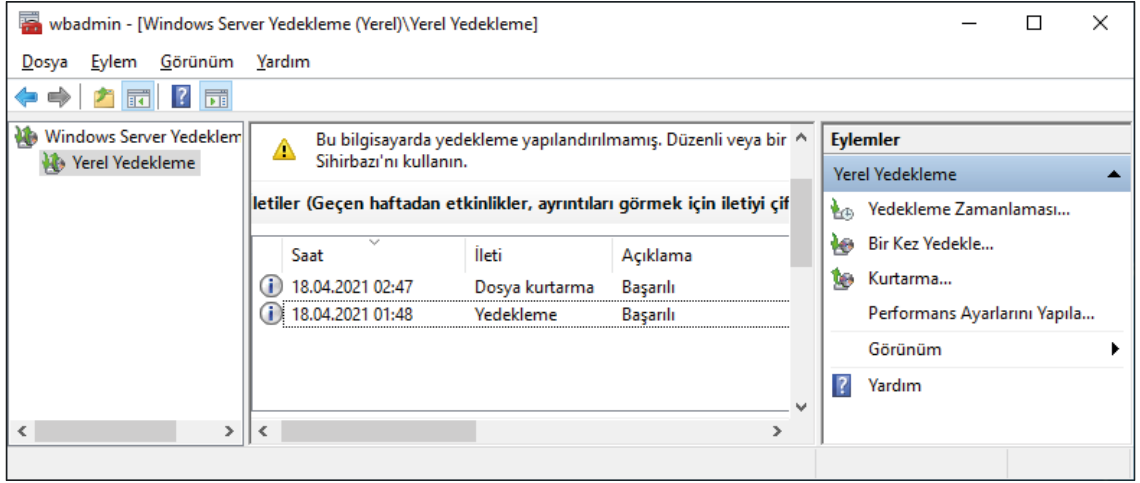 wbadmin - [Windows Server Yedekleme (Yerel)\Yerel Yedekleme]
Dosya Eylem Görünüm Yardım
Windows Server Yedeklem
Yerel Yedekleme
Bu bilgisayarda yedekleme yapılandırılmamış. Düzenli veya bir
Sihirbazı'nı kullanın.
letiler (Geçen haftadan etkinlikler, ayrıntıları görmek için iletiyi çif
Saat İleti Açıklama
18.04.2021 02:47 Dosya kurtarma Başarılı
18.04.2021 01:48 Yedekleme Başarılı
Eylemler
Yerel Yedekleme
Yedekleme Zamanlaması...
Bir Kez Yedekle...
Kurtarma...
Performans Ayarlarını Yapıla...
Görünüm
Yardım